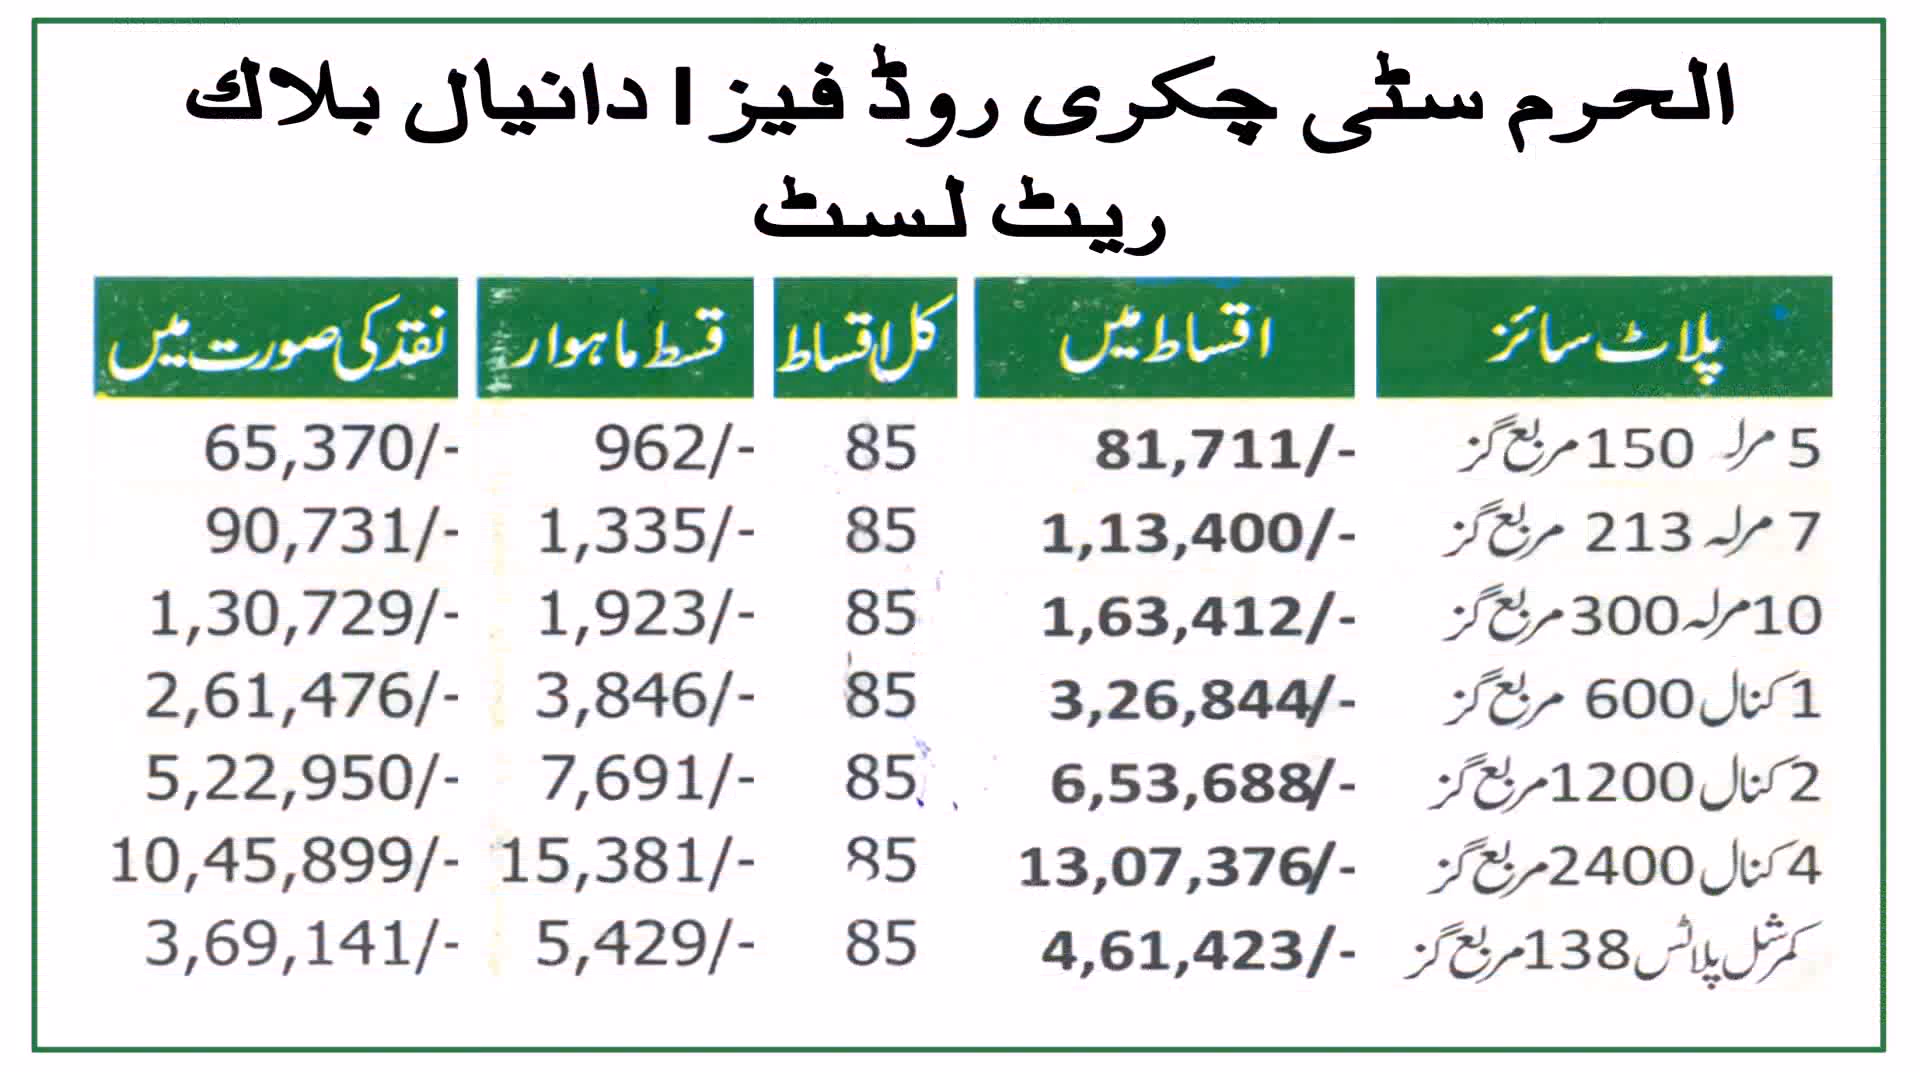 الحرم سٹی چکری روڈ فیز I دانیال بلاک
ریٹ لسٹ
پلاٹ سائز اقساط میں کل اقساط قسط ماہوار نقد کی صورت میں
5 مرلہ 150 مربع گز 81,711/- 85 962/- 65,370/-
7 مرلہ 213 مربع گز 1,13,400/- 85 1,335/- 90,731/-
10 مرلہ 300 مربع گز 1,63,412/- 85 1,923/- 1,30,729/-
1 کنال 600 مربع گز 3,26,844/- 85 3,846/- 2,61,476/-
2 کنال 1200 مربع گز 6,53,688/- 85 7,691/- 5,22,950/-
4 کنال 2400 مربع گز 13,07,376/- 85 15,381/- 10,45,899/-
کمرشل پلاٹس 138 مربع گز 4,61,423/- 85 5,429/- 3,69,141/-